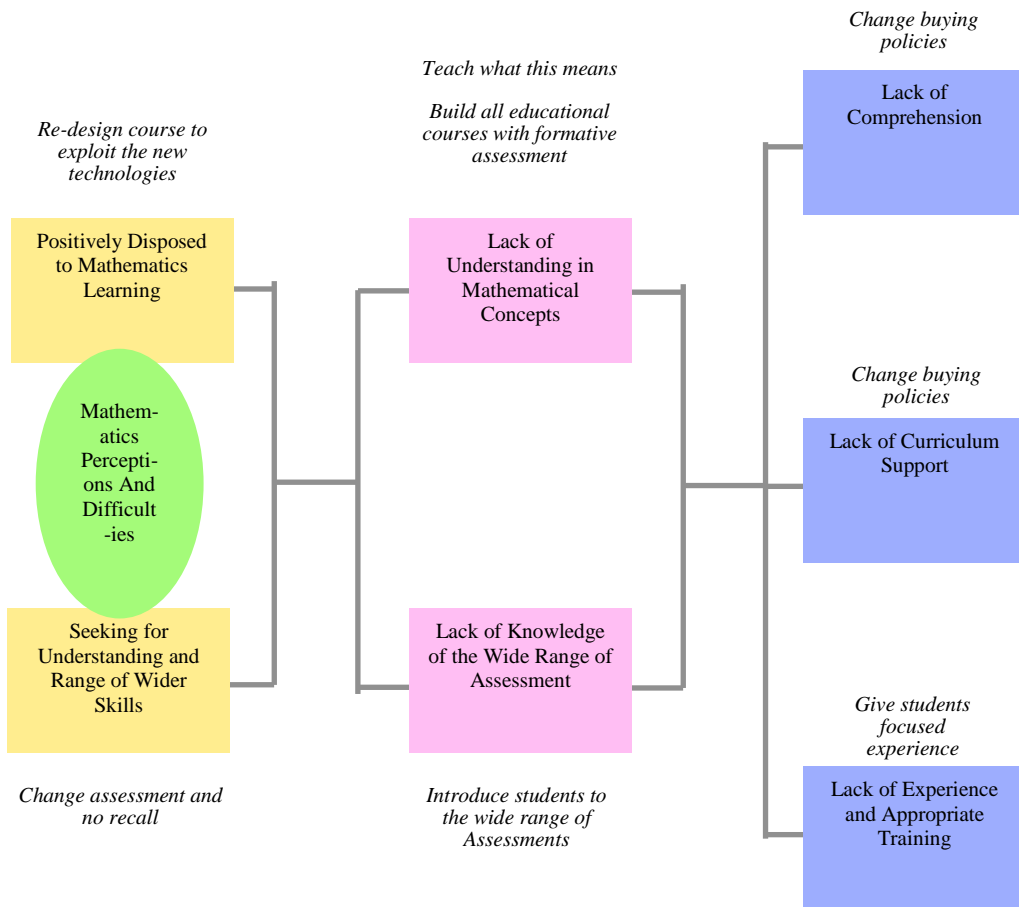 Re-design course to
exploit the new
technologies
Positively Disposed
to Mathematics
Learning
Mathem-
atics
Percepti-
ons And
Difficult
-ies
Seeking for
Understanding and
Range of Wider
Skills
Change assessment and
no recall
Teach what this means
Build all educational
courses with formative
assessment
Lack of
Understanding in
Mathematical
Concepts
Lack of Knowledge
of the Wide Range of
Assessment
Introduce students to
the wide range of
Assessments
Change buying
policies
Lack of
Comprehension
Change buying
policies
Lack of Curriculum
Support
Give students
focused
experience
Lack of Experience
and Appropriate
Training